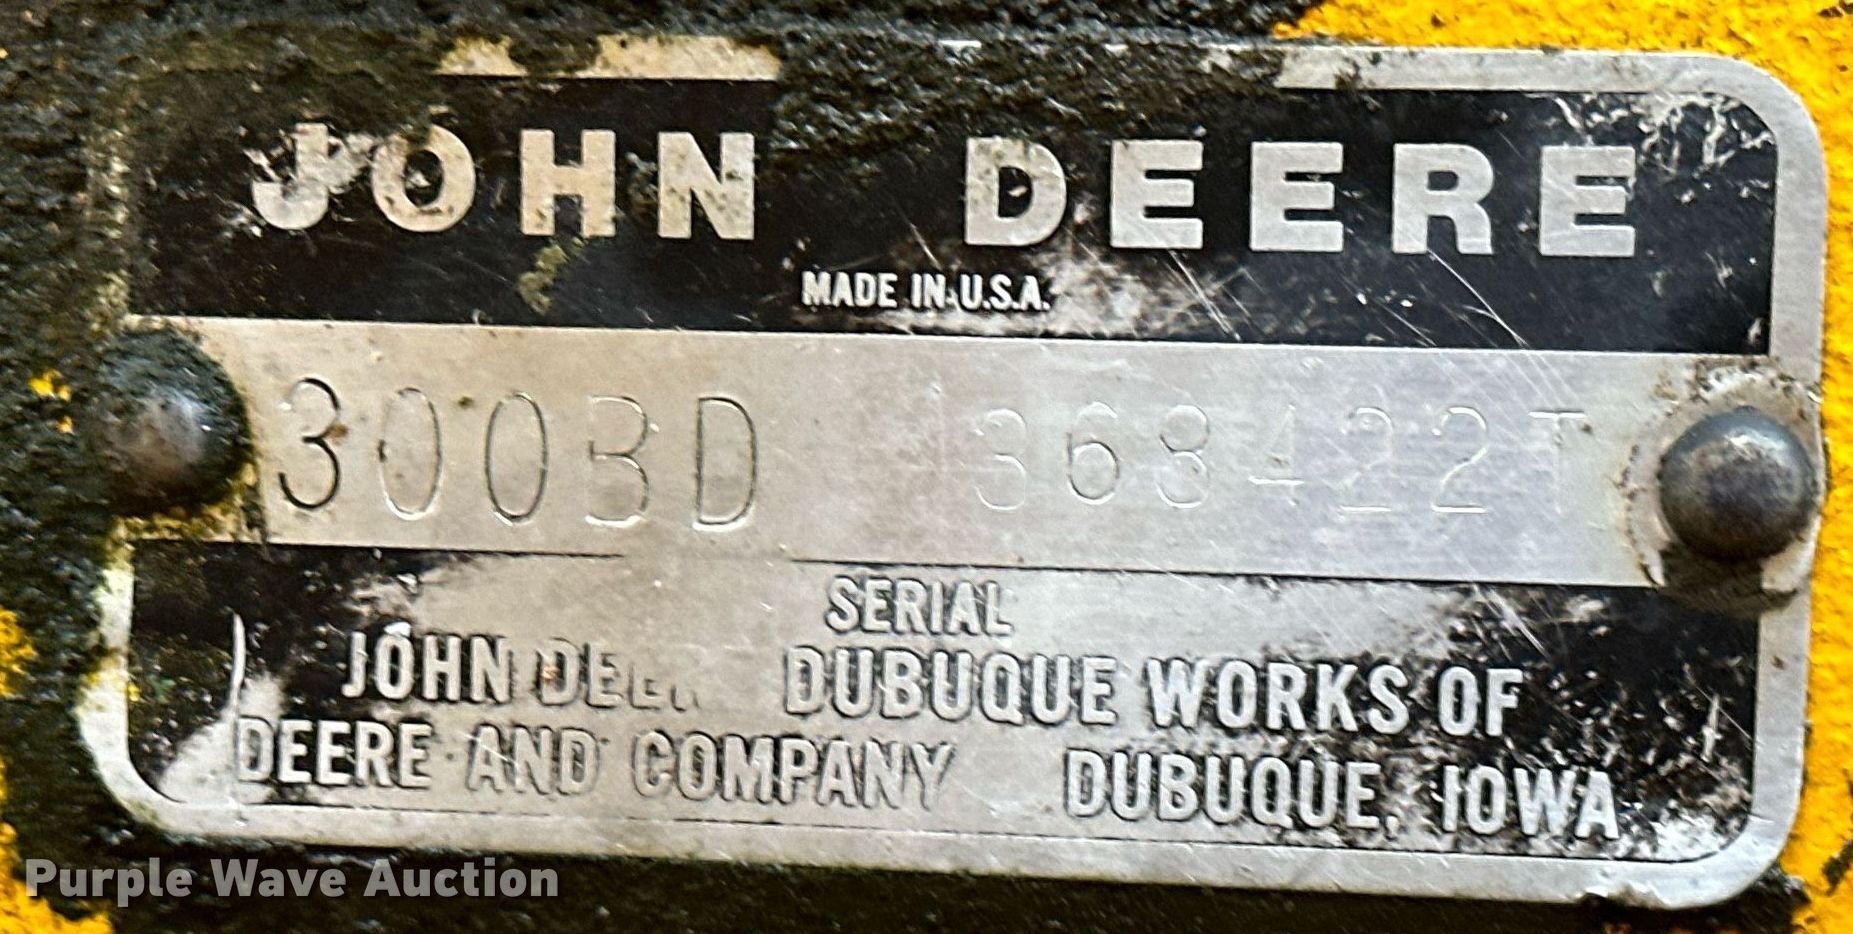 JOHN DEERE
MADE IN U.S.A.
300BD 368422T
SERIAL
JOHN DEERE DUBUQUE WORKS OF
DEERE AND COMPANY DUBUQUE, IOWA
Purple Wave Auction